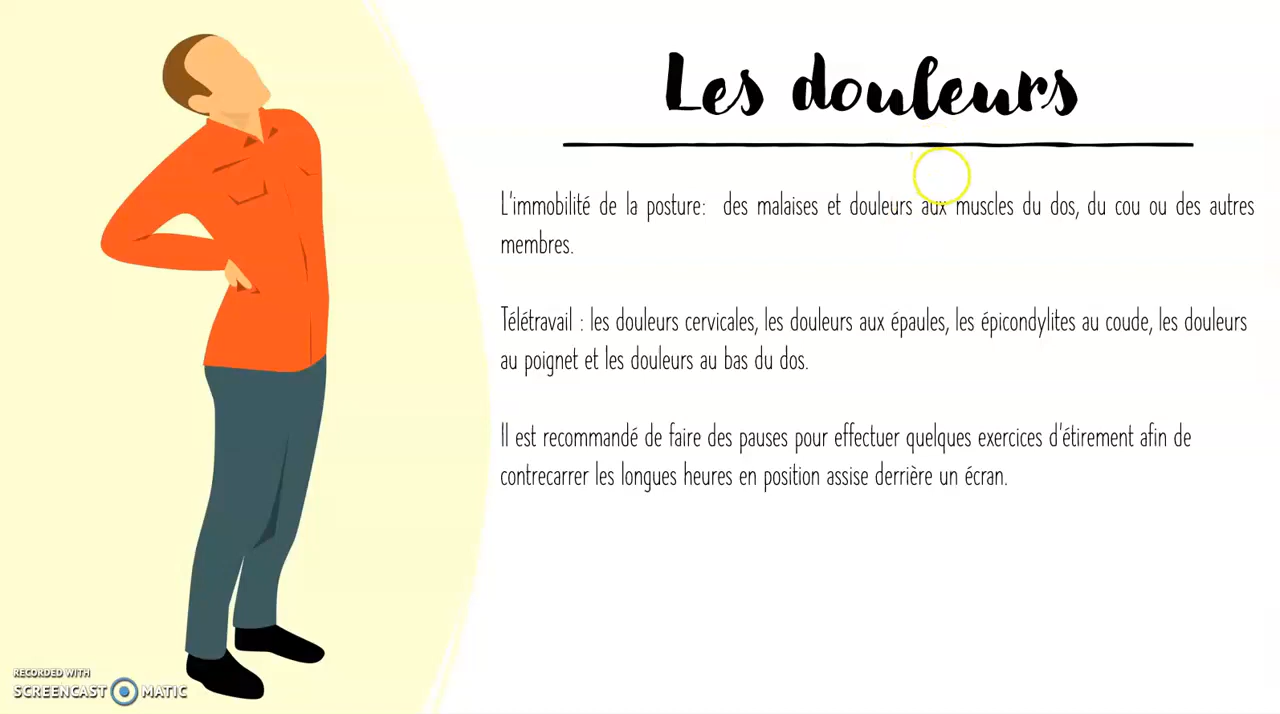 Les douleurs
L'immobilité de la posture: des malaises et douleurs aux muscles du dos, du cou ou des autres
membres.
Télétravail : les douleurs cervicales, les douleurs aux épaules, les épicondylites au coude, les douleurs
au poignet et les douleurs au bas du dos.
Il est recommandé de faire des pauses pour effectuer quelques exercices d'étirement afin de
contrecarrer les longues heures en position assise derrière un écran.
RECORDED WITH
SCREENCAST MATIC